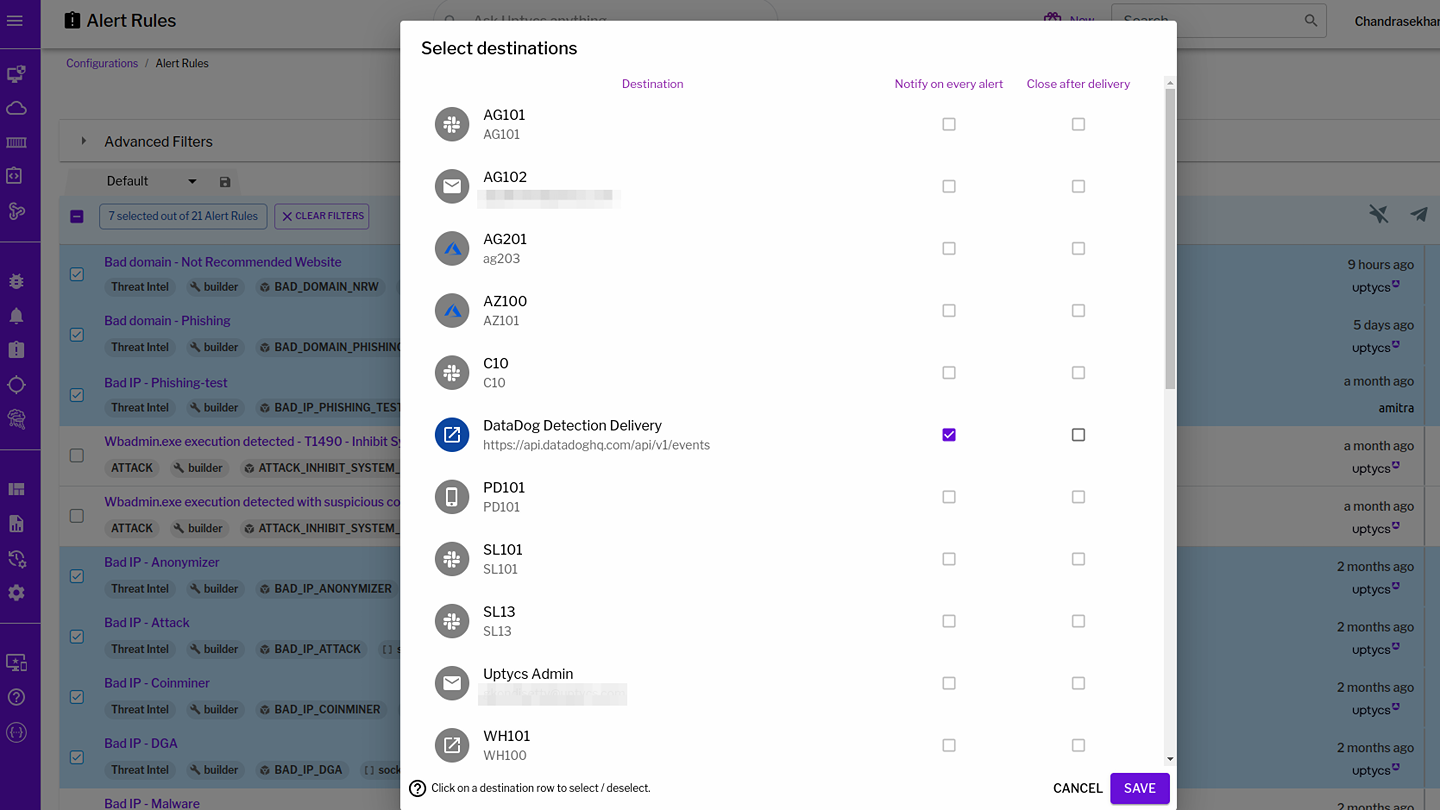 Alert Rules
Ask Uptycs anything
New
Search
Chandrasekhar
Configurations / Alert Rules
Advanced Filters
Default
7 selected out of 21 Alert Rules
CLEAR FILTERS
Bad domain - Not Recommended Website
Threat Intel builder BAD_DOMAIN_NRW
9 hours ago
uptycs
Bad domain - Phishing
Threat Intel builder BAD_DOMAIN_PHISHING
5 days ago
uptycs
Bad IP - Phishing-test
Threat Intel builder BAD_IP_PHISHING_TEST
a month ago
amitra
Wbadmin.exe execution detected - T1490 - Inhibit Sy
ATTACK builder ATTACK_INHIBIT_SYSTEM_
a month ago
uptycs
Wbadmin.exe execution detected with suspicious co
ATTACK builder ATTACK_INHIBIT_SYSTEM_
a month ago
uptycs
Bad IP - Anonymizer
Threat Intel builder BAD_IP_ANONYMIZER
2 months ago
uptycs
Bad IP - Attack
Threat Intel builder BAD_IP_ATTACK [] so
2 months ago
uptycs
Bad IP - Coinminer
Threat Intel builder BAD_IP_COINMINER
2 months ago
uptycs
Bad IP - DGA
Threat Intel builder BAD_IP_DGA [] sock
2 months ago
uptycs
Bad IP - Malware
2 months ago
Select destinations
Destination Notify on every alert Close after delivery
AG101
AG101
AG102
AG201
ag203
AZ100
AZ101
C10
C10
DataDog Detection Delivery
https://api.datadoghq.com/api/v1/events
PD101
PD101
SL101
SL101
SL13
SL13
Uptycs Admin
WH101
WH100
Click on a destination row to select / deselect.
CANCEL
SAVE